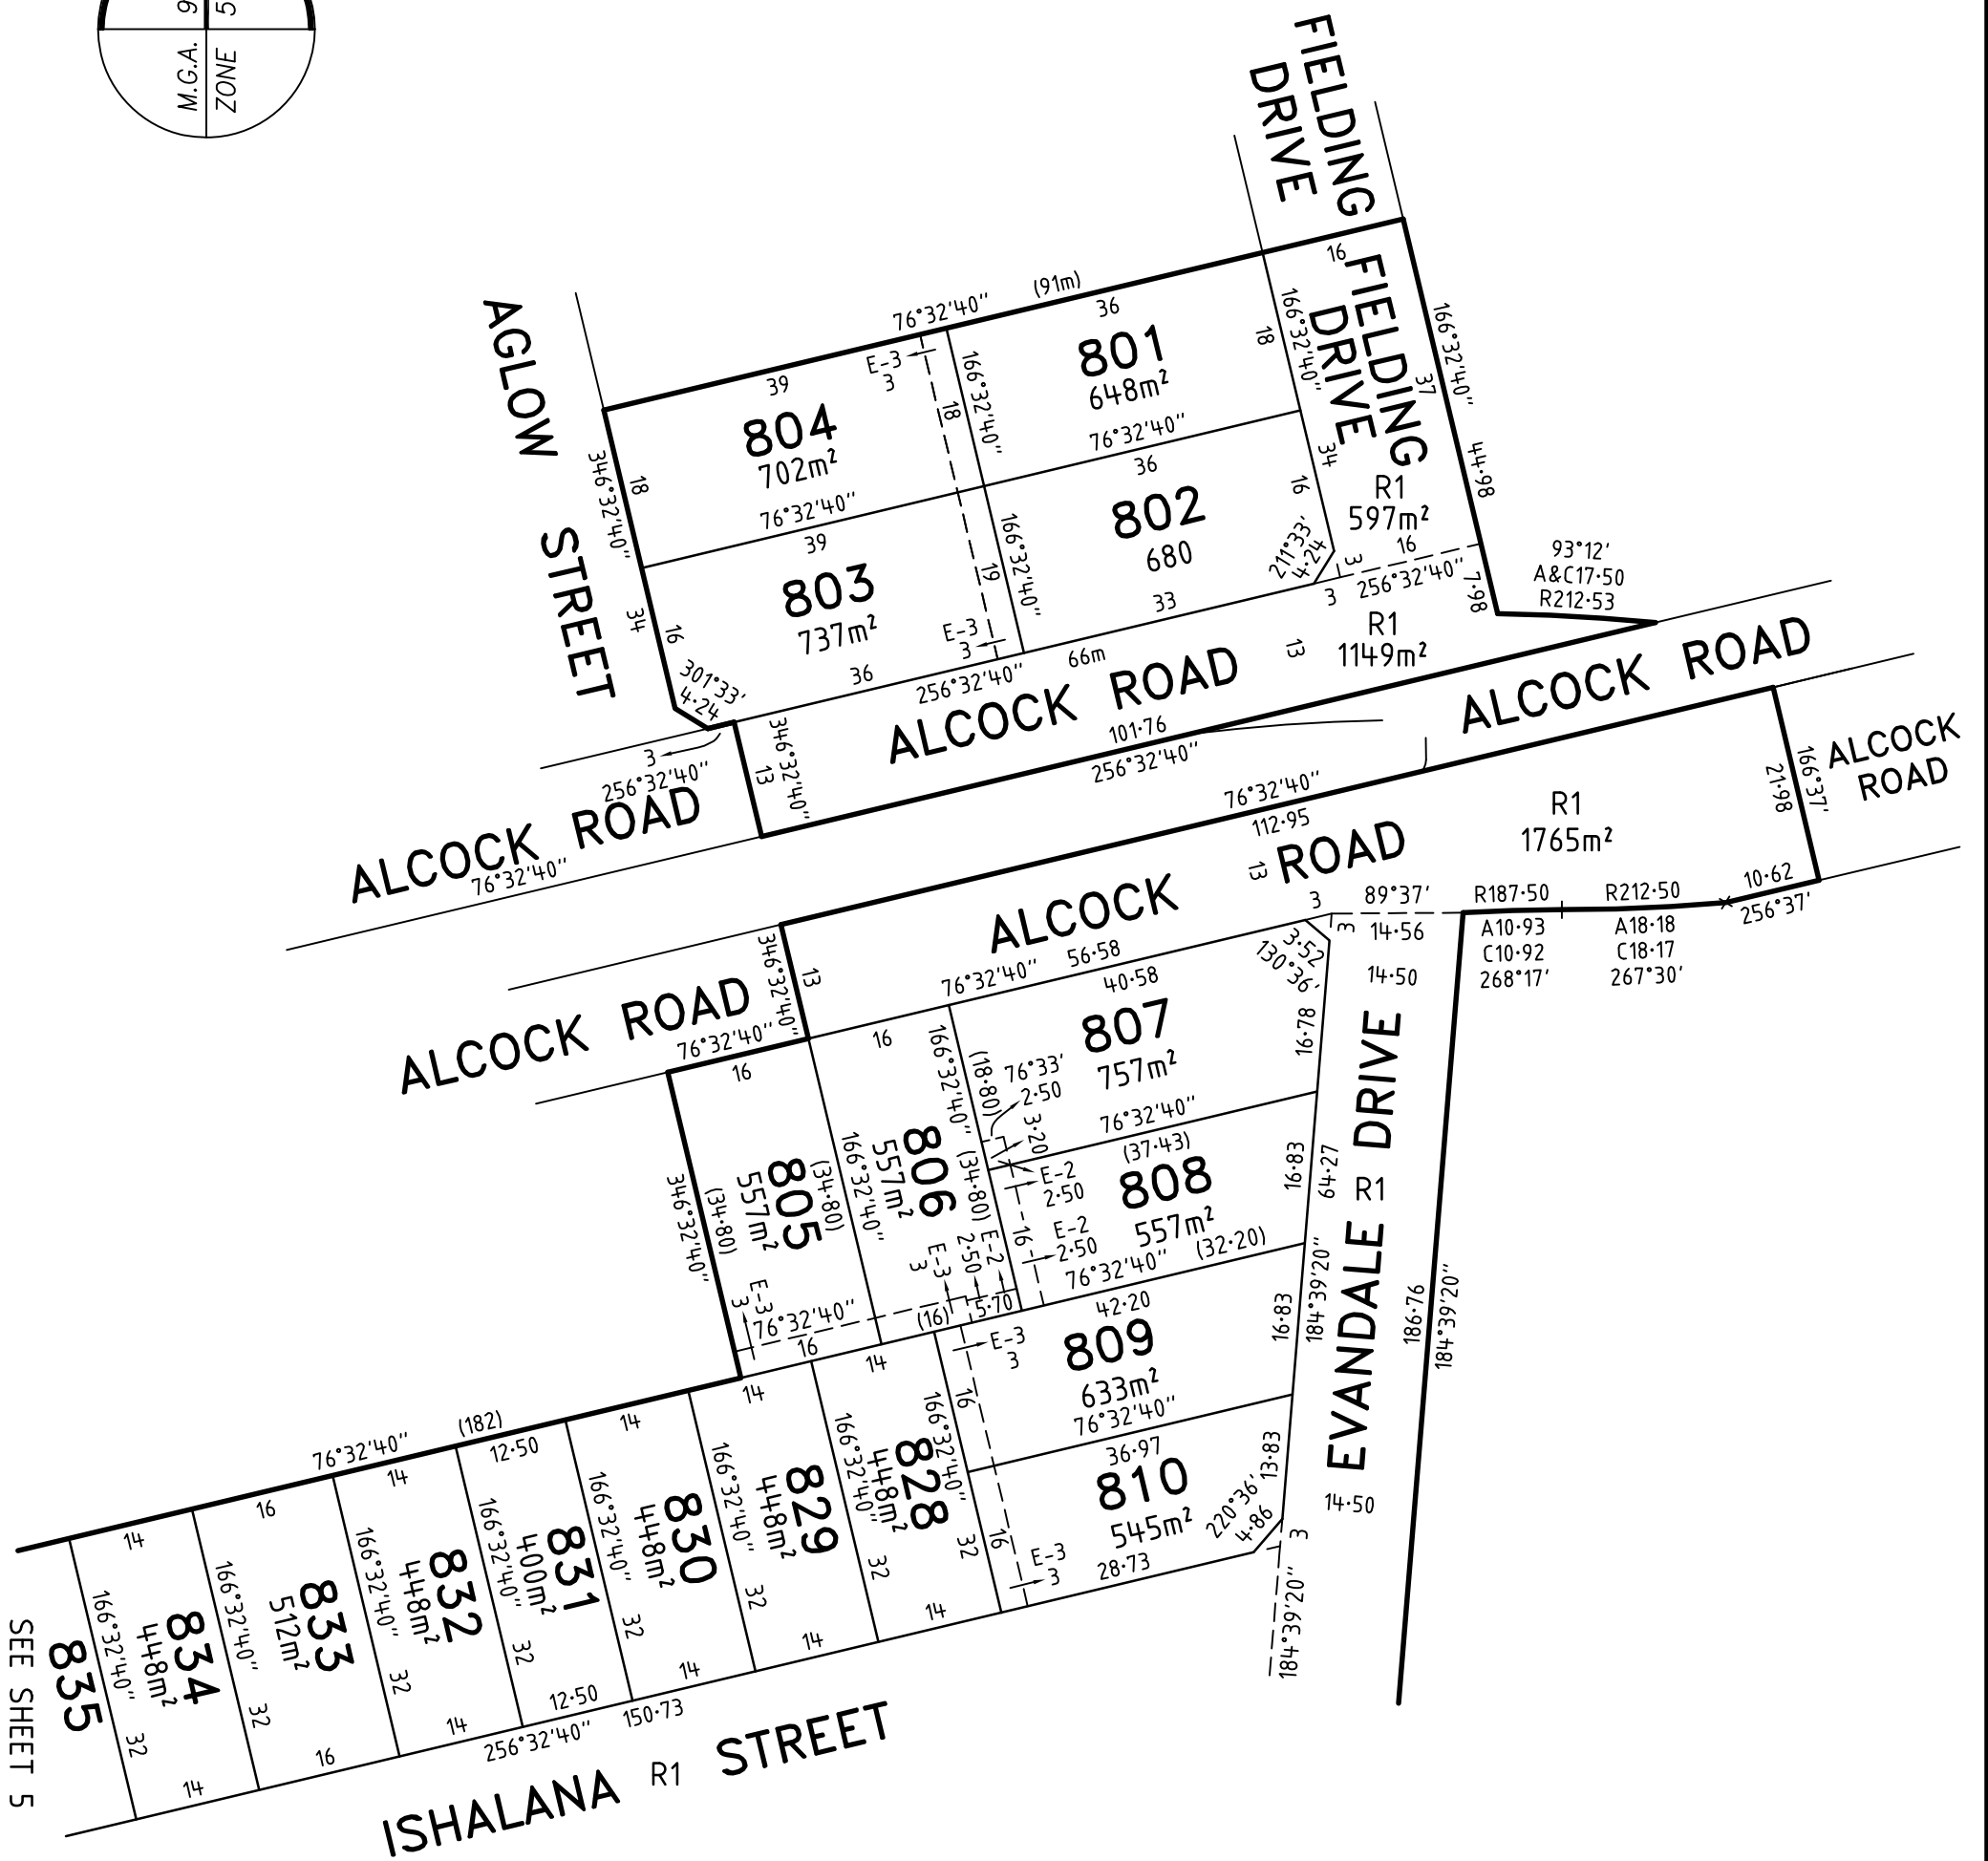 M.G.A. 9
ZONE 5
FIELDING
DRIVE
FIELDING
DRIVE
16
166°32'40"
37
44·98
7·98
166°32'40"
34
18
16
R1
597m²
16
256°32'40"
3
3
211°33'
4·24
93°12'
A&C17·50
R212·53
AGLOW STREET
346°32'40"
34
18
16
301°33'
4·24
76°32'40"
(91m)
39
36
801
648m²
76°32'40"
166°32'40"
804
702m²
76°32'40"
E-3
3
18
802
680
36
33
166°32'40"
803
737m²
39
36
19
E-3
3
256°32'40"
66m
R1
1149m²
13
ALCOCK ROAD
101·76
256°32'40"
346°32'40"
13
3
256°32'40"
ALCOCK ROAD
76°32'40"
ALCOCK ROAD
ALCOCK
ROAD
166°37'
21·98
10·62
256°37'
76°32'40"
112·95
R1
1765m²
ALCOCK ROAD
13
3
89°37'
14·56
3
14·50
R187·50
A10·93
C10·92
268°17'
R212·50
A18·18
C18·17
267°30'
346°32'40"
13
ALCOCK ROAD
76°32'40"
16
76°32'40"
56·58
40·58
16
3·52
130°36'
807
757m²
16·78
166°32'40"
(18·80)
76°33'
2·50
3·20
76°32'40"
(37·43)
808
557m²
16·83
E-2
2·50
E-2
2·50
16
76°32'40"
(32·20)
806
557m²
(34·80)
166°32'40"
(34·80)
805
557m²
(34·80)
346°32'40"
E-3
3
76°32'40"
16
E-3
3
2·50
E-2
(16)
5·70
42·20
809
633m²
16·83
E-3
3
16
76°32'40"
36·97
810
545m²
13·83
220°36'
4·86
16
E-3
3
28·73
64·27
184°39'20"
EVANDALE R1 DRIVE
186·76
184°39'20"
14·50
3
184°39'20"
76°32'40"
(182)
14
828
448m²
166°32'40"
32
14
14
829
448m²
166°32'40"
32
14
14
830
448m²
166°32'40"
32
14
12·50
831
400m²
166°32'40"
32
12·50
14
832
448m²
166°32'40"
32
14
16
833
512m²
166°32'40"
32
16
14
834
448m²
166°32'40"
32
14
835
166°32'40"
32
256°32'40"
150·73
ISHALANA R1 STREET
SEE SHEET 5